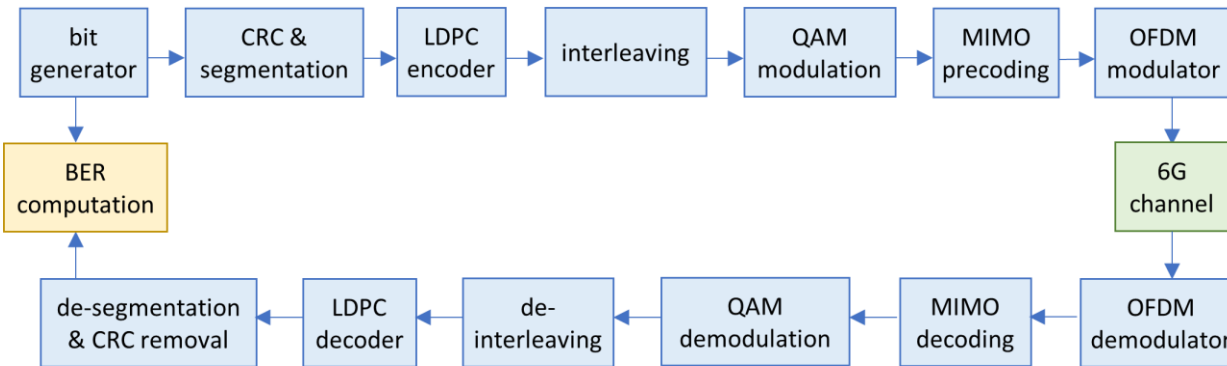 bit
generator
CRC &
segmentation
LDPC
encoder
interleaving
QAM
modulation
MIMO
precoding
OFDM
modulator
BER
computation
6G
channel
de-segmentation
& CRC removal
LDPC
decoder
de-
interleaving
QAM
demodulation
MIMO
decoding
OFDM
demodulator